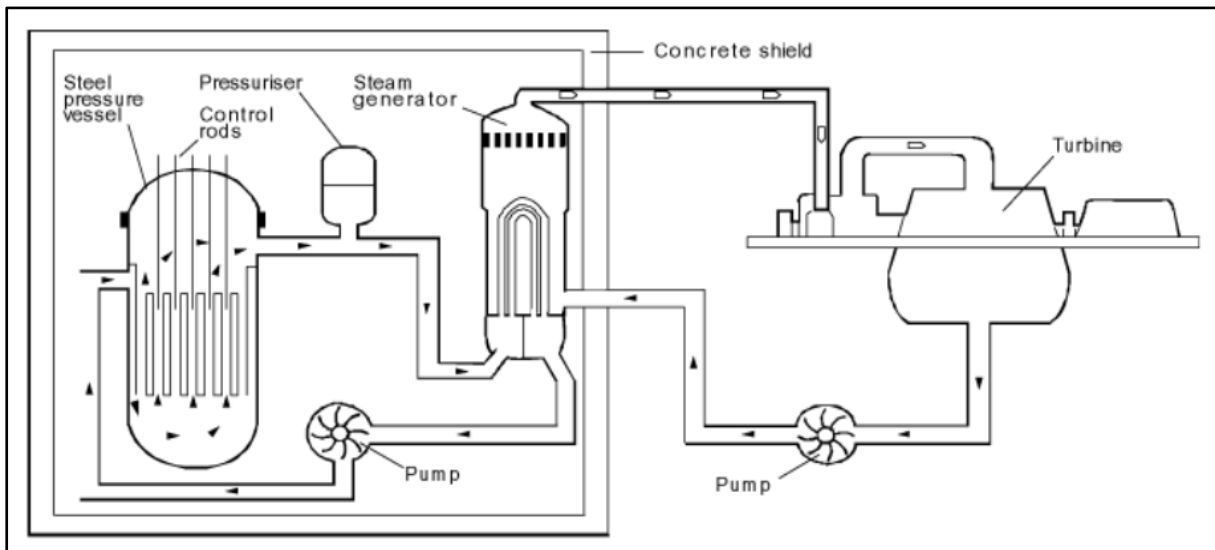 Concrete shield
Steel
pressure
vessel
Control
rods
Pressuriser
Steam
generator
Turbine
Pump
Pump